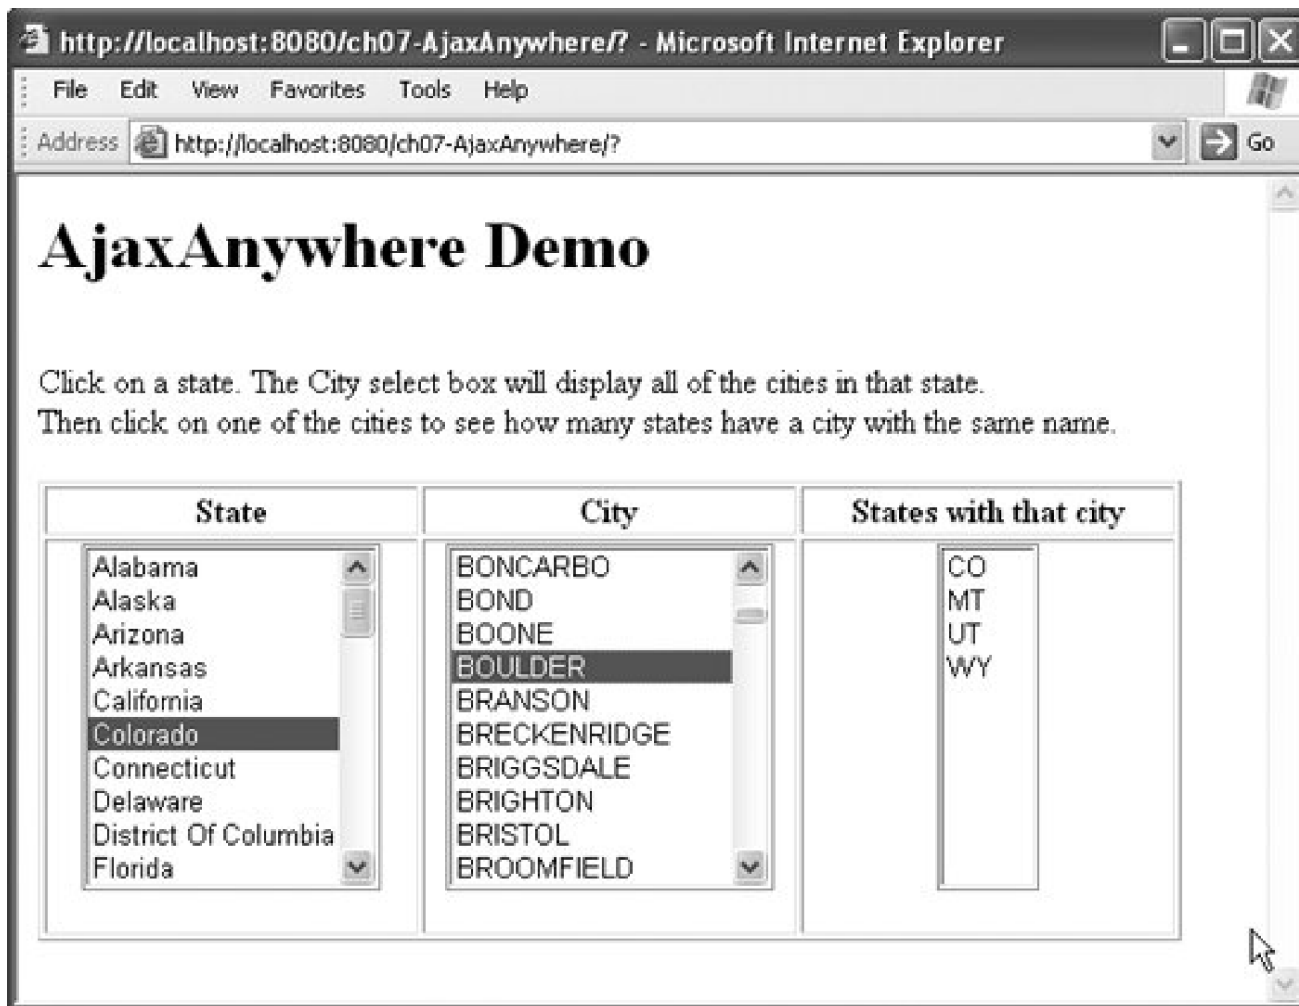 http://localhost:8080/ch07-AjaxAnywhere/? - Microsoft Internet Explorer
File Edit View Favorites Tools Help
Address http://localhost:8080/ch07-AjaxAnywhere/? Go
AjaxAnywhere Demo
Click on a state. The City select box will display all of the cities in that state.
Then click on one of the cities to see how many states have a city with the same name.
State City States with that city
Alabama BONCARBO CO
Alaska BOND MT
Arizona BOONE UT
Arkansas BOULDER WY
California BRANSON
Colorado BRECKENRIDGE
Connecticut BRIGGSDALE
Delaware BRIGHTON
District Of Columbia BRISTOL
Florida BROOMFIELD